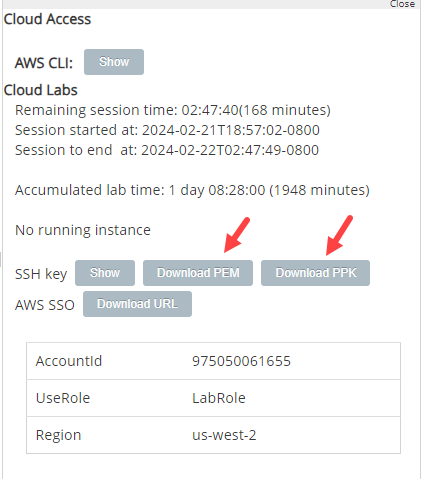 Close
Cloud Access
AWS CLI: Show
Cloud Labs
Remaining session time: 02:47:40(168 minutes)
Session started at: 2024-02-21T18:57:02-0800
Session to end at: 2024-02-22T02:47:49-0800
Accumulated lab time: 1 day 08:28:00 (1948 minutes)
No running instance
SSH key Show Download PEM Download PPK
AWS SSO Download URL
AccountId 975050061655
UseRole LabRole
Region us-west-2